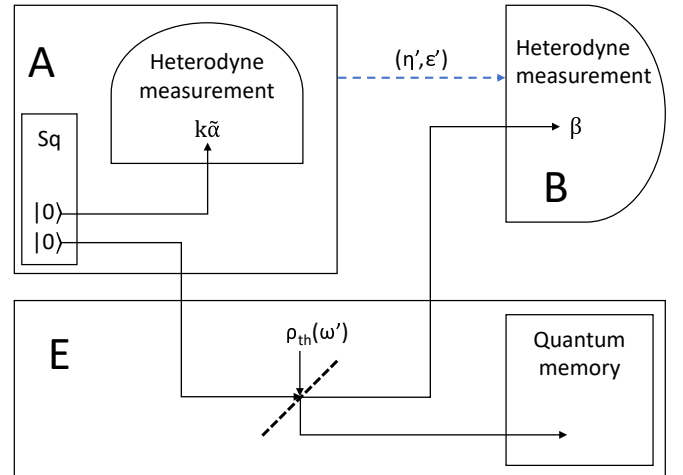 A
Heterodyne
measurement
kα̃
Sq
|0⟩
|0⟩
(η′,ε′)
Heterodyne
measurement
β
B
E
ρth(ω′)
Quantum
memory